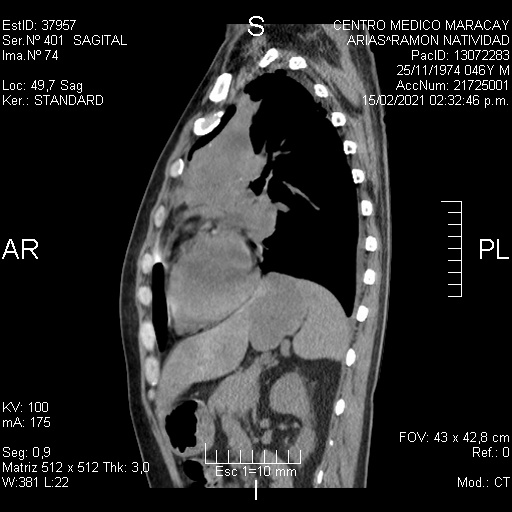 EstID: 37957
Ser.Nº 401 SAGITAL
Ima.Nº 74
Loc: 49,7 Sag
Ker.: STANDARD
S
CENTRO MEDICO MARACAY
ARIAS^RAMON NATIVIDAD
PacID: 13072283
25/11/1974 046Y M
AccNum: 21725001
15/02/2021 02:32:46 p.m.
AR
PL
KV: 100
mA: 175
Seg: 0,9
Matriz 512 x 512 Thk: 3,0
W:381 L:22
Esc 1=10 mm
I
FOV: 43 x 42,8 cm
Ref.: 0
Mod.: CT